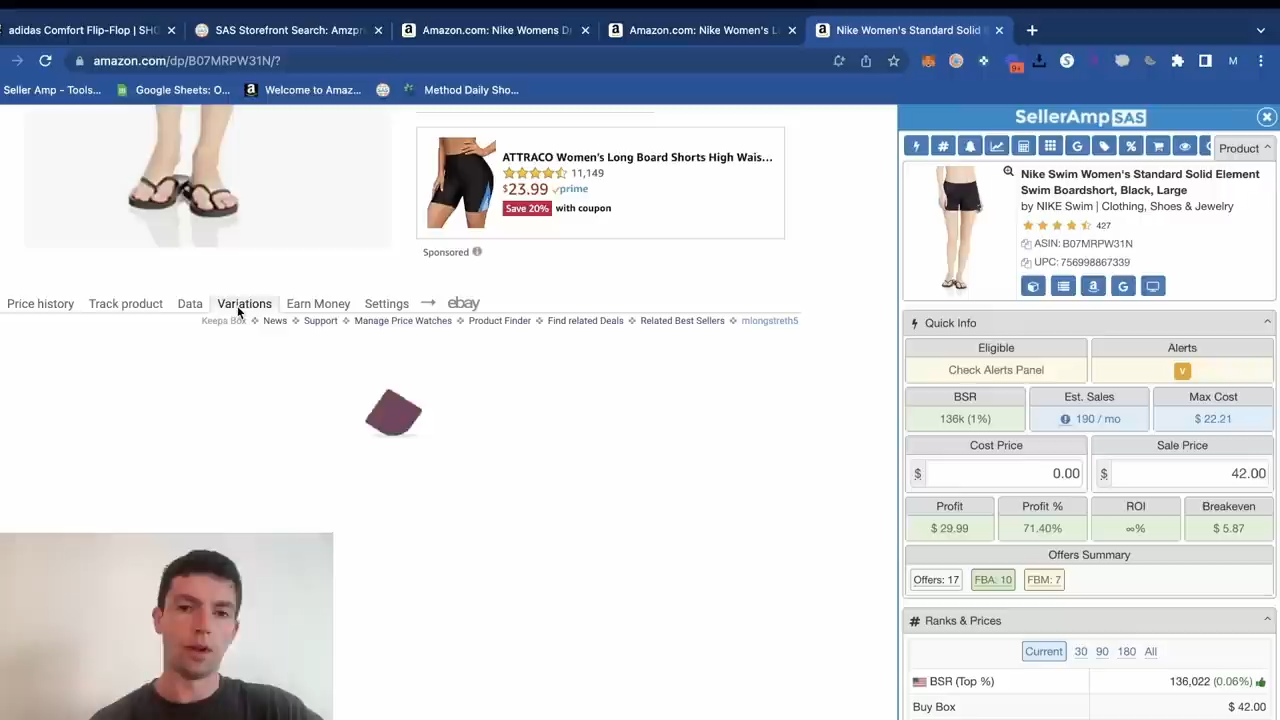 adidas Comfort Flip-Flop | SHO
SAS Storefront Search: Amzpr
Amazon.com: Nike Womens Dr
Amazon.com: Nike Women's L
Nike Women's Standard Solid
amazon.com/dp/B07MRPW31N/?
9+
M
Seller Amp - Tools...
Google Sheets: O...
Welcome to Amaz...
Method Daily Sho...
ATTRACO Women's Long Board Shorts High Wais...
11,149
$23.99 prime
Save 20% with coupon
Sponsored
Price history Track product Data Variations Earn Money Settings → ebay
Keepa Box News Support Manage Price Watches Product Finder Find related Deals Related Best Sellers mlongstreth5
SellerAmp SAS
Product
Nike Swim Women's Standard Solid Element
Swim Boardshort, Black, Large
by NIKE Swim | Clothing, Shoes & Jewelry
427
ASIN: B07MRPW31N
UPC: 756998867339
Quick Info
Eligible Alerts
Check Alerts Panel V
BSR Est. Sales Max Cost
136k (1%) 190 / mo $ 22.21
Cost Price Sale Price
$ 0.00 $ 42.00
Profit Profit % ROI Breakeven
$ 29.99 71.40% ∞% $ 5.87
Offers Summary
Offers: 17 FBA: 10 FBM: 7
# Ranks & Prices
Current 30 90 180 All
BSR (Top %) 136,022 (0.06%)
Buy Box $ 42.00